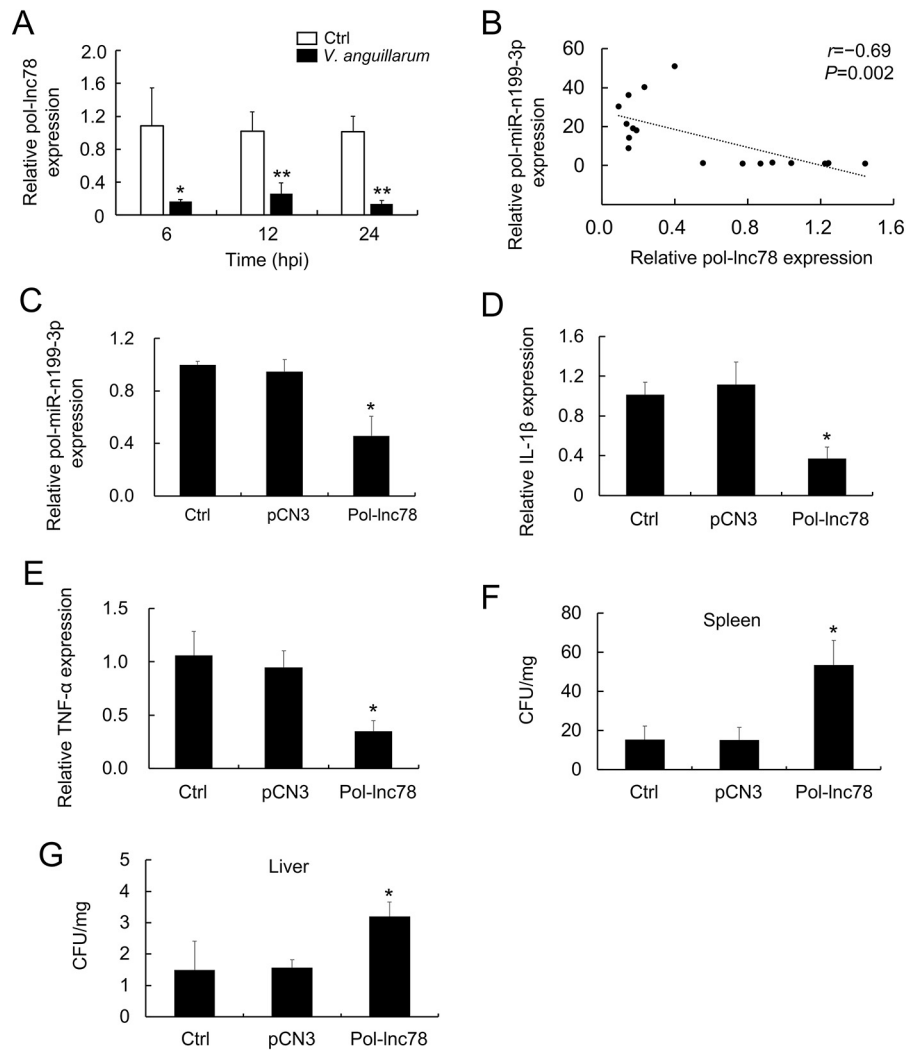 A
Ctrl
V. anguillarum
Relative pol-lnc78
expression
2.0
1.6
1.2
0.8
0.4
0
*
**
**
6
12
24
Time (hpi)
B
r=−0.69
P=0.002
Relative pol-miR-n199-3p
expression
60
40
20
0
0.0
0.4
0.8
1.2
1.6
Relative pol-lnc78 expression
C
Relative pol-miR-n199-3p
expression
1.2
0.8
0.4
0.0
*
Ctrl
pCN3
Pol-lnc78
D
Relative IL-1β expression
1.6
1.2
0.8
0.4
0
*
Ctrl
pCN3
Pol-lnc78
E
Relative TNF-α expression
1.5
1.0
0.5
0.0
*
Ctrl
pCN3
Pol-lnc78
F
Spleen
CFU/mg
80
60
40
20
0
*
Ctrl
pCN3
Pol-lnc78
G
Liver
CFU/mg
5
4
3
2
1
0
*
Ctrl
pCN3
Pol-lnc78